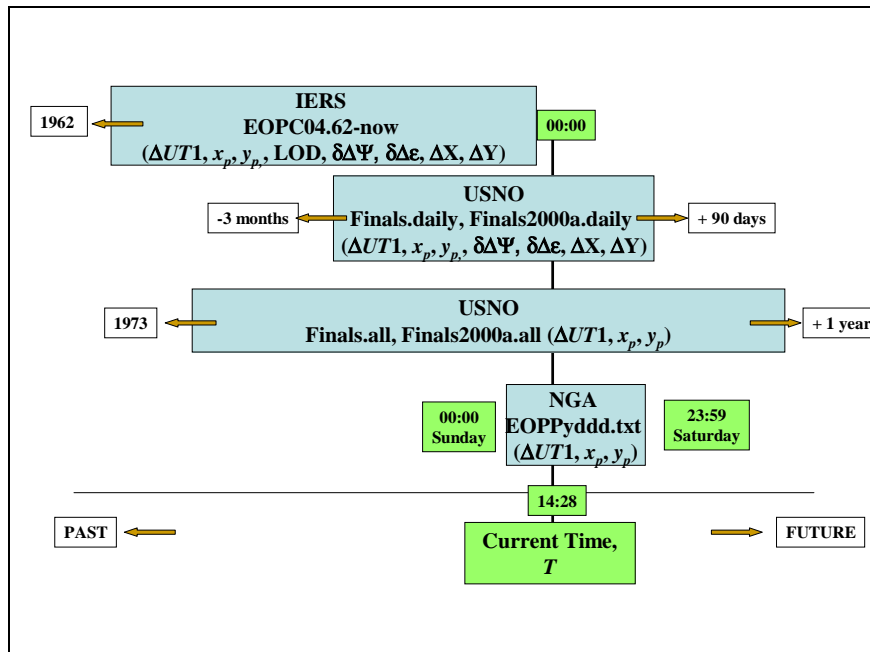 IERS
1962
EOPC04.62-now
00:00
(ΔUT1, xp, yp,, LOD, δΔΨ, δΔε, ΔX, ΔY)
USNO
-3 months
Finals.daily, Finals2000a.daily
+ 90 days
(ΔUT1, xp, yp,, δΔΨ, δΔε, ΔX, ΔY)
USNO
1973
+ 1 year
Finals.all, Finals2000a.all (ΔUT1, xp, yp)
NGA
EOPPyddd.txt
(ΔUT1, xp, yp)
00:00
Sunday
23:59
Saturday
14:28
PAST
Current Time,
T
FUTURE